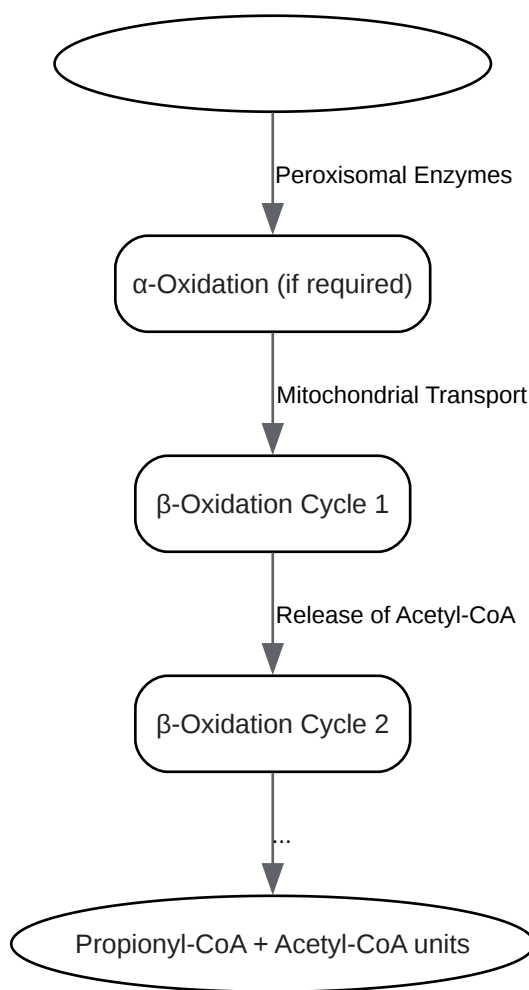 Peroxisomal Enzymes
α-Oxidation (if required)
Mitochondrial Transport
β-Oxidation Cycle 1
Release of Acetyl-CoA
β-Oxidation Cycle 2
...
Propionyl-CoA + Acetyl-CoA units